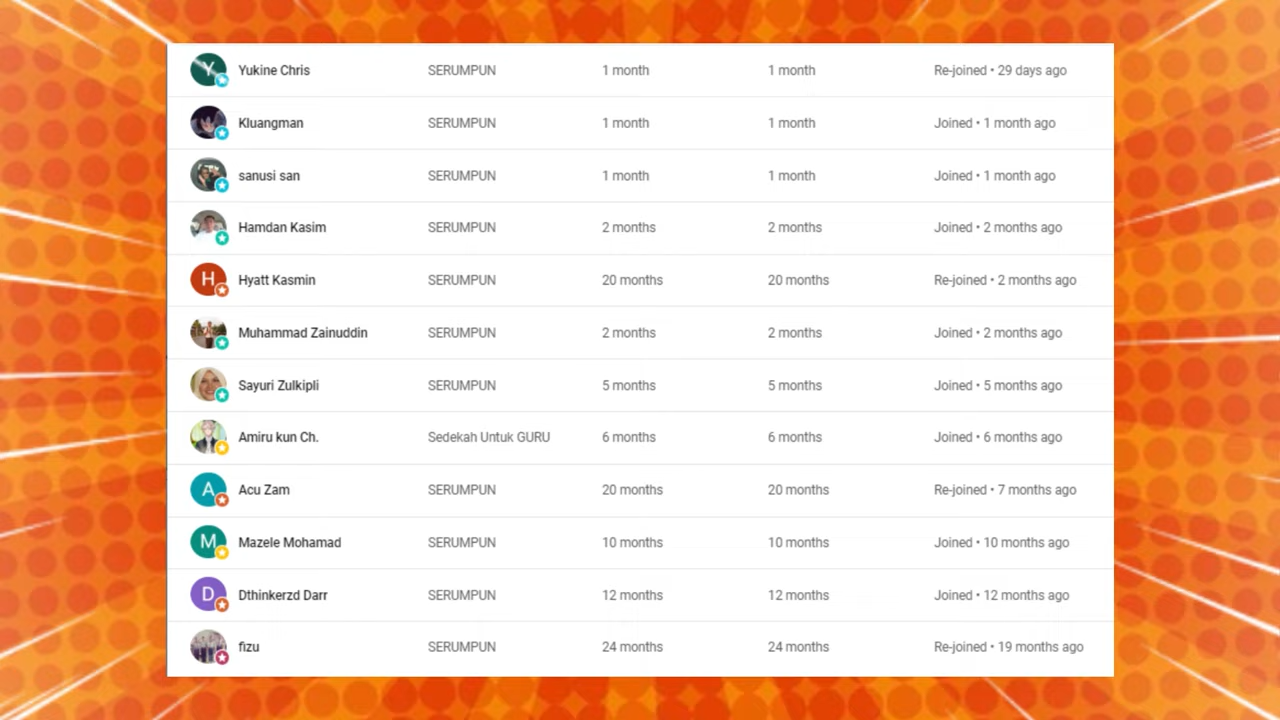 Y Yukine Chris SERUMPUN 1 month 1 month Re-joined • 29 days ago
Kluangman SERUMPUN 1 month 1 month Joined • 1 month ago
sanusi san SERUMPUN 1 month 1 month Joined • 1 month ago
Hamdan Kasim SERUMPUN 2 months 2 months Joined • 2 months ago
H Hyatt Kasmin SERUMPUN 20 months 20 months Re-joined • 2 months ago
Muhammad Zainuddin SERUMPUN 2 months 2 months Joined • 2 months ago
Sayuri Zulkipli SERUMPUN 5 months 5 months Joined • 5 months ago
Amiru kun Ch. Sedekah Untuk GURU 6 months 6 months Joined • 6 months ago
A Acu Zam SERUMPUN 20 months 20 months Re-joined • 7 months ago
M Mazele Mohamad SERUMPUN 10 months 10 months Joined • 10 months ago
D Dthinkerzd Darr SERUMPUN 12 months 12 months Joined • 12 months ago
fizu SERUMPUN 24 months 24 months Re-joined • 19 months ago